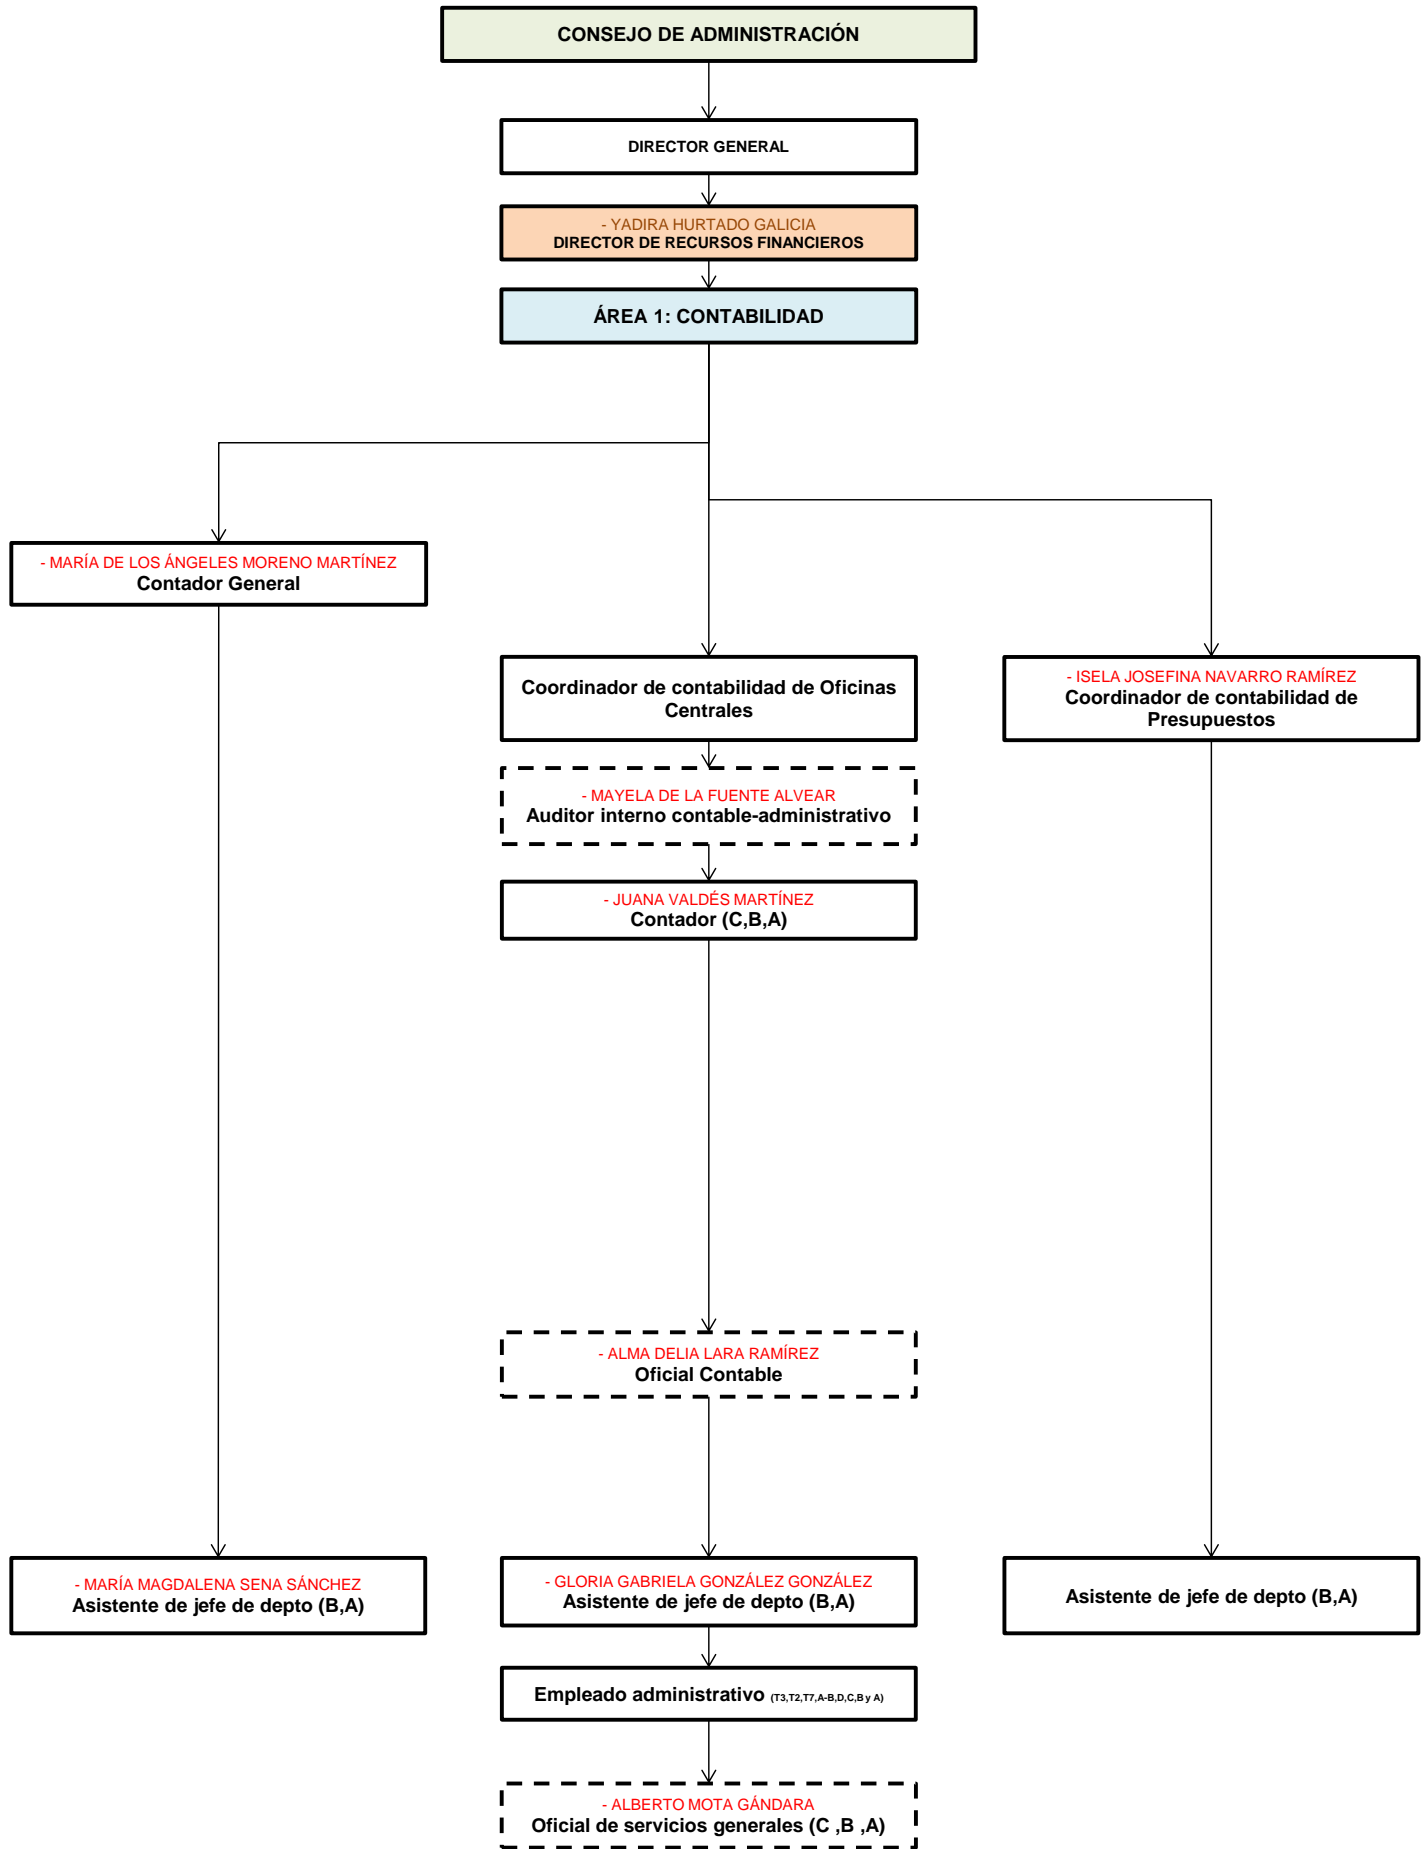 CONSEJO DE ADMINISTRACIÓN
DIRECTOR GENERAL
- YADIRA HURTADO GALICIA
DIRECTOR DE RECURSOS FINANCIEROS
ÁREA 1: CONTABILIDAD
- MARÍA DE LOS ÁNGELES MORENO MARTÍNEZ
Contador General
Coordinador de contabilidad de Oficinas
Centrales
- ISELA JOSEFINA NAVARRO RAMÍREZ
Coordinador de contabilidad de
Presupuestos
- MAYELA DE LA FUENTE ALVEAR
Auditor interno contable-administrativo
- JUANA VALDÉS MARTÍNEZ
Contador (C,B,A)
- ALMA DELIA LARA RAMÍREZ
Oficial Contable
- MARÍA MAGDALENA SENA SÁNCHEZ
Asistente de jefe de depto (B,A)
- GLORIA GABRIELA GONZÁLEZ GONZÁLEZ
Asistente de jefe de depto (B,A)
Asistente de jefe de depto (B,A)
Empleado administrativo (T3,T2,T7,A-B,D,C,B y A)
- ALBERTO MOTA GÁNDARA
Oficial de servicios generales (C ,B ,A)